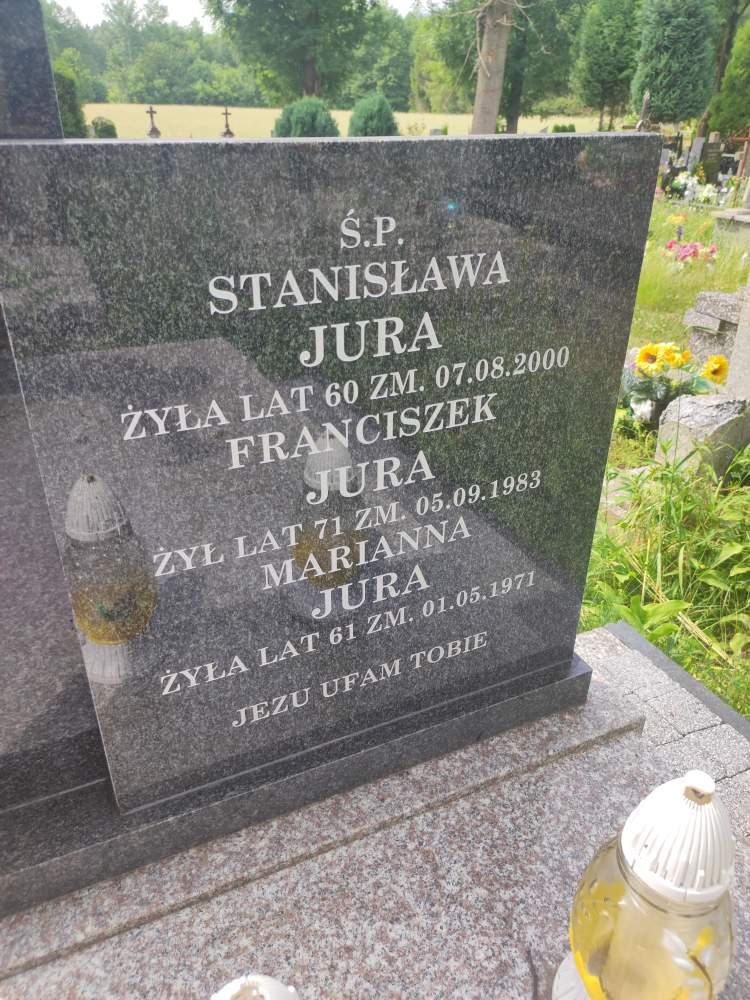 Ś.P.
STANISŁAWA
JURA
ŻYŁA LAT 60 ZM. 07.08.2000
FRANCISZEK
JURA
ŻYŁ LAT 71 ZM. 05.09.1983
MARIANNA
JURA
ŻYŁA LAT 61 ZM. 01.05.1971
JEZU UFAM TOBIE